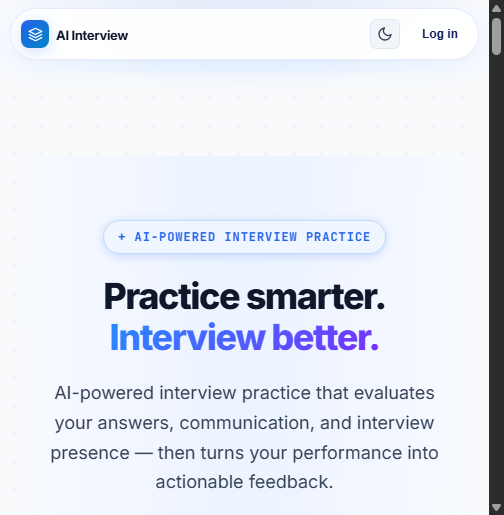 AI Interview
Log in
+ AI-POWERED INTERVIEW PRACTICE
Practice smarter.
Interview better.
AI-powered interview practice that evaluates
your answers, communication, and interview
presence — then turns your performance into
actionable feedback.